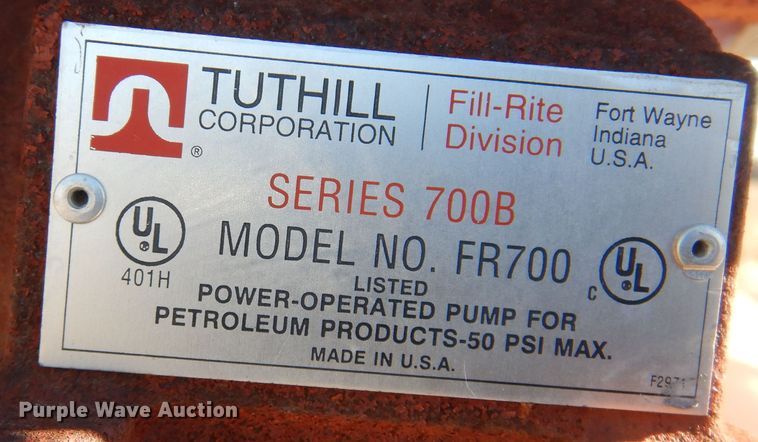 TUTHILL
CORPORATION
®
Fill-Rite
Division
Fort Wayne
Indiana
U.S.A.
SERIES 700B
UL
®
401H
MODEL NO. FR700
c
UL
®
LISTED
POWER-OPERATED PUMP FOR
PETROLEUM PRODUCTS-50 PSI MAX.
MADE IN U.S.A.
Purple Wave Auction